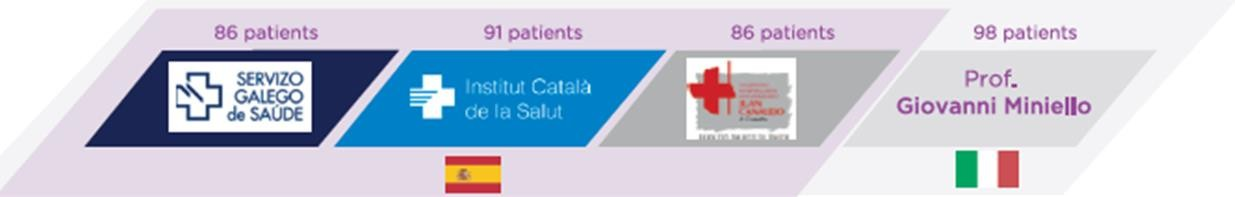 86 patients
91 patients
86 patients
98 patients
SERVIZO
GALEGO
de SAÚDE
Institut Català
de la Salut
JUAN
CANALEJO
Prof.
Giovanni Miniello